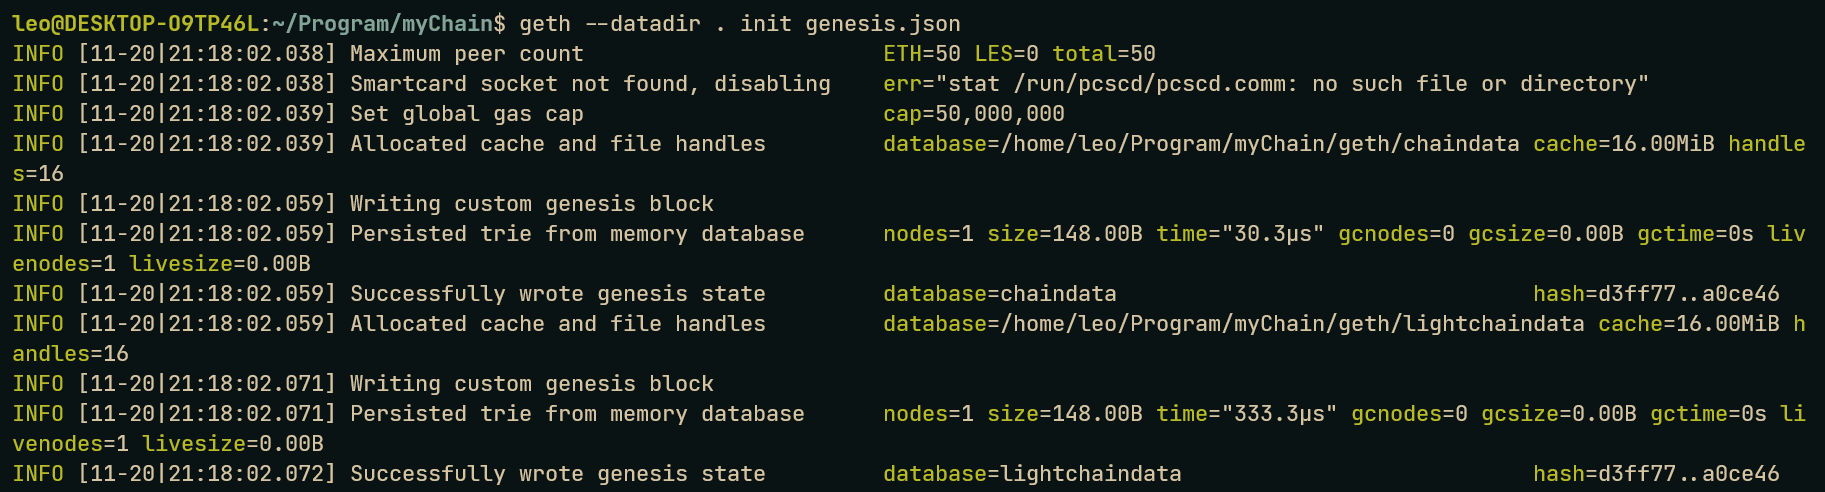 leo@DESKTOP-O9TP46L:~/Program/myChain$ geth --datadir . init genesis.json
INFO [11-20|21:18:02.038] Maximum peer count                       ETH=50 LES=0 total=50
INFO [11-20|21:18:02.038] Smartcard socket not found, disabling    err="stat /run/pcscd/pcscd.comm: no such file or directory"
INFO [11-20|21:18:02.039] Set global gas cap                       cap=50,000,000
INFO [11-20|21:18:02.039] Allocated cache and file handles         database=/home/leo/Program/myChain/geth/chaindata cache=16.00MiB handle
s=16
INFO [11-20|21:18:02.059] Writing custom genesis block
INFO [11-20|21:18:02.059] Persisted trie from memory database      nodes=1 size=148.00B time="30.3µs" gcnodes=0 gcsize=0.00B gctime=0s liv
enodes=1 livesize=0.00B
INFO [11-20|21:18:02.059] Successfully wrote genesis state         database=chaindata                                hash=d3ff77..a0ce46
INFO [11-20|21:18:02.059] Allocated cache and file handles         database=/home/leo/Program/myChain/geth/lightchaindata cache=16.00MiB h
andles=16
INFO [11-20|21:18:02.071] Writing custom genesis block
INFO [11-20|21:18:02.071] Persisted trie from memory database      nodes=1 size=148.00B time="333.3µs" gcnodes=0 gcsize=0.00B gctime=0s li
venodes=1 livesize=0.00B
INFO [11-20|21:18:02.072] Successfully wrote genesis state         database=lightchaindata                           hash=d3ff77..a0ce46